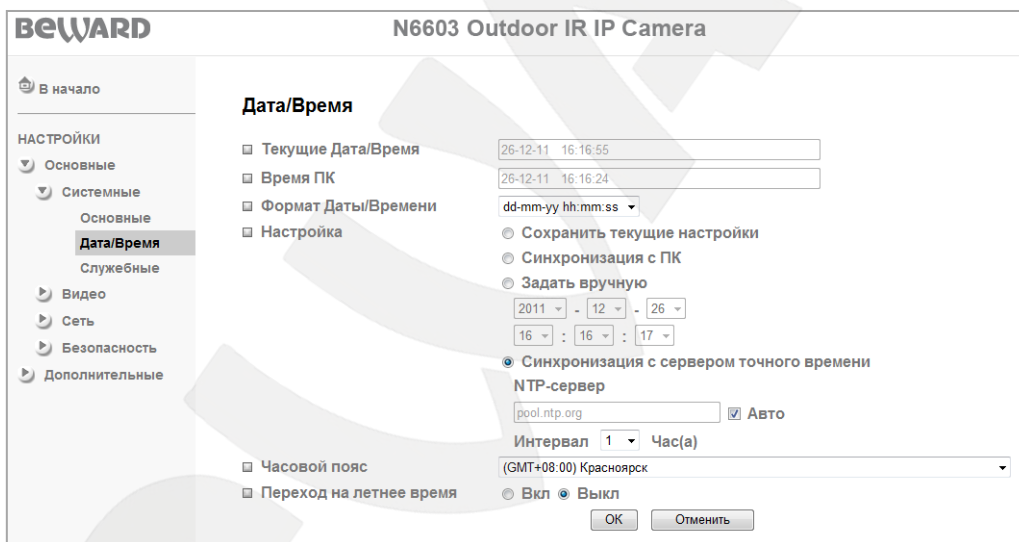 BEWARD
N6603 Outdoor IR IP Camera
В начало
НАСТРОЙКИ
Основные
Системные
Основные
Дата/Время
Служебные
Видео
Сеть
Безопасность
Дополнительные
Дата/Время
Текущие Дата/Время 26-12-11 16:16:55
Время ПК 26-12-11 16:16:24
Формат Даты/Времени dd-mm-yy hh:mm:ss
Настройка Сохранить текущие настройки
Синхронизация с ПК
Задать вручную
2011 - 12 - 26
16 : 16 : 17
Синхронизация с сервером точного времени
NTP-сервер
pool.ntp.org Авто
Интервал 1 Час(а)
Часовой пояс (GMT+08:00) Красноярск
Переход на летнее время Вкл Выкл
OK Отменить